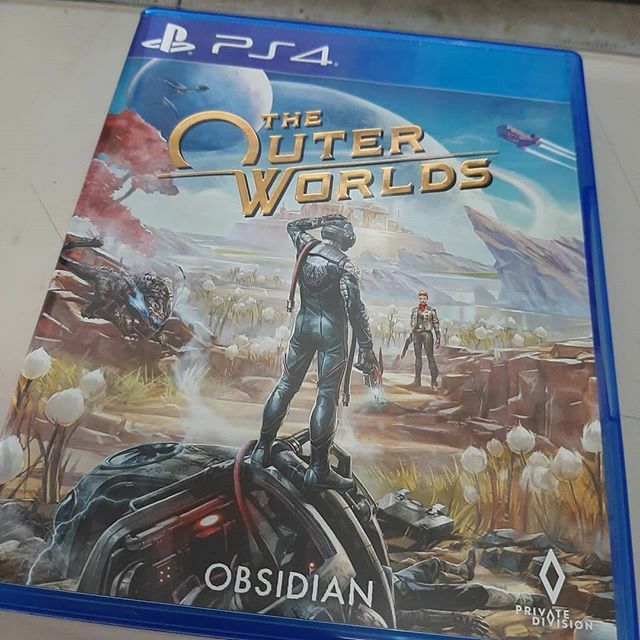 PS4
THE
OUTER
WORLDS
OBSIDIAN
PRIVATE
DIVISION